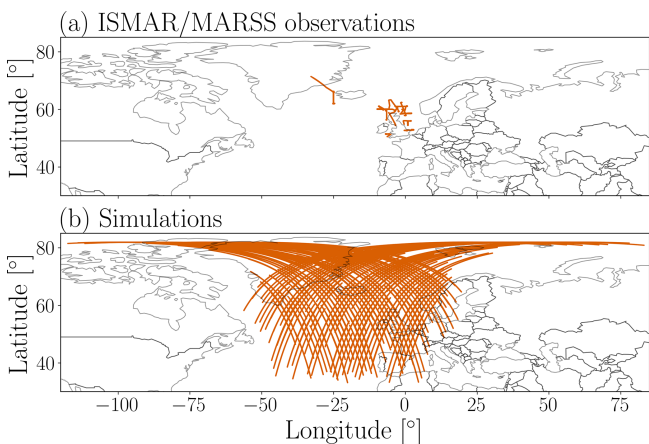 (a) ISMAR/MARSS observations
80
60
40
Latitude [°]
(b) Simulations
80
60
40
Latitude [°]
−100 −75 −50 −25 0 25 50 75
Longitude [°]